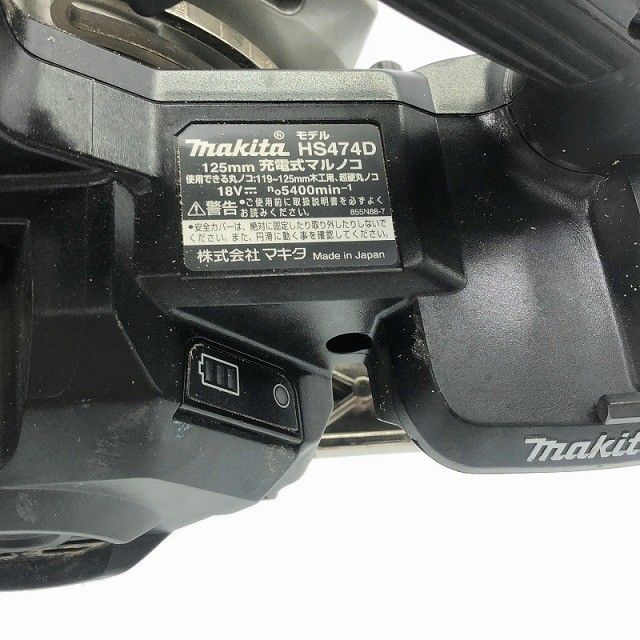 makita® モデル HS474D
125mm 充電式マルノコ
使用できる丸ノコ:119~125mm木工用、超硬丸ノコ
18V⎓ n₀5400min⁻¹
⚠警告 •ご使用前に取扱説明書を必ずよく
お読みください。 855N88-7
•安全カバーは、絶対に固定したり取り外したりしないで
ください。また、円滑に動く事を確認してください。
株式会社 マキタ Made in Japan
makita